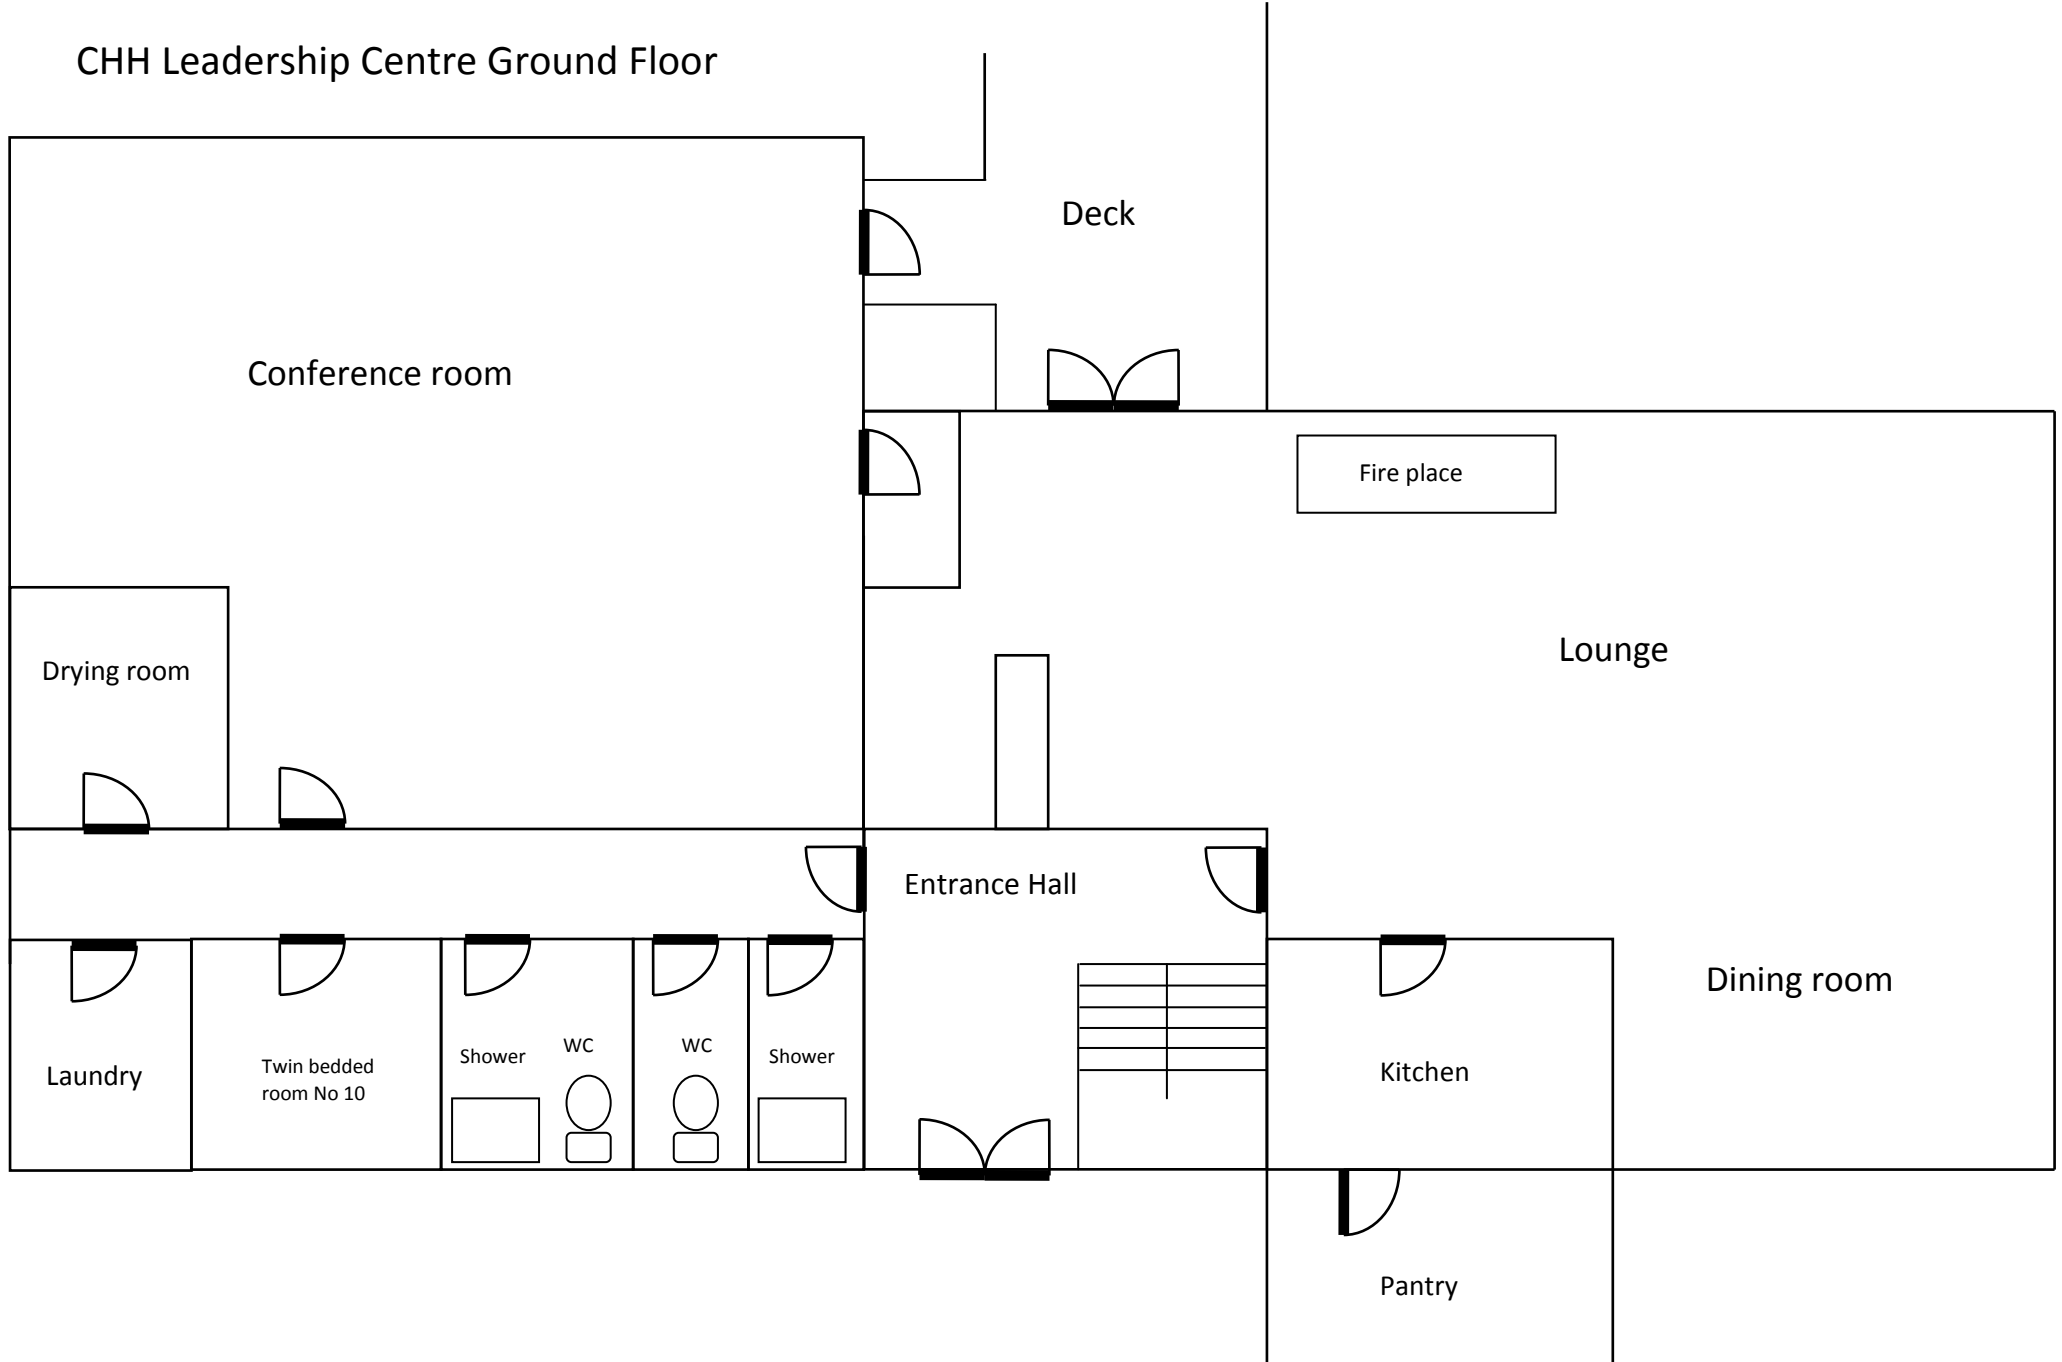 CHH Leadership Centre Ground Floor
Deck
Conference room
Fire place
Lounge
Drying room
Entrance Hall
Dining room
Laundry
Twin bedded
room No 10
Shower
WC
WC
Shower
Kitchen
Pantry